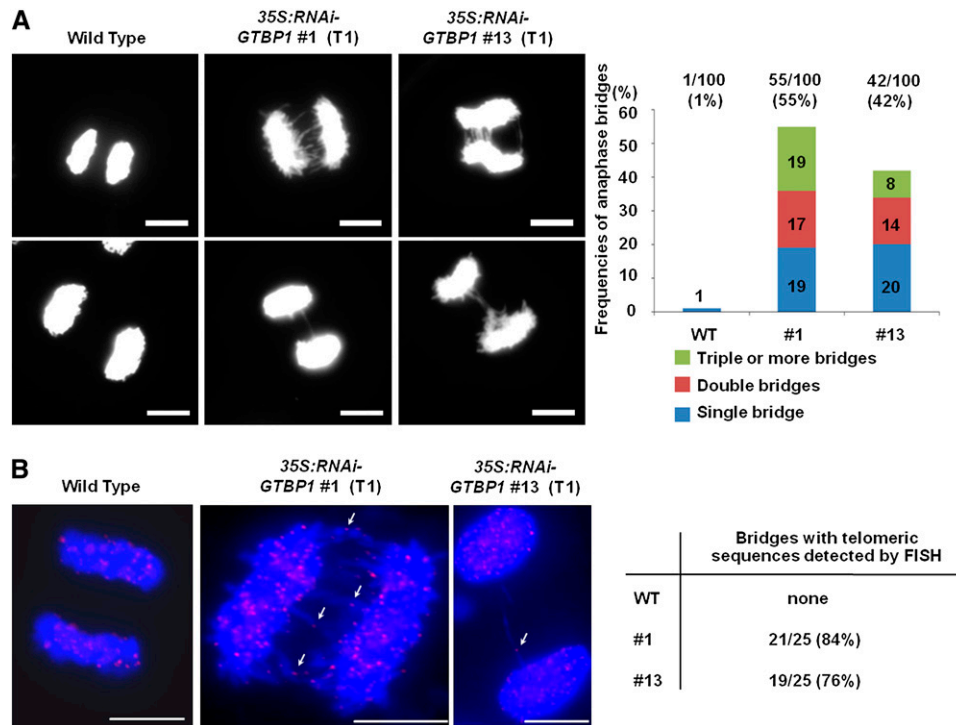 A
Wild Type
35S:RNAi-
GTBP1 #1 (T1)
35S:RNAi-
GTBP1 #13 (T1)
1/100
(1%)
55/100
(55%)
42/100
(42%)
Frequencies of anaphase bridges
(%)
60
50
40
30
20
10
0
1
19
17
19
8
14
20
WT
#1
#13
Triple or more bridges
Double bridges
Single bridge
B
Wild Type
35S:RNAi-
GTBP1 #1 (T1)
35S:RNAi-
GTBP1 #13 (T1)
Bridges with telomeric
sequences detected by FISH
WT none
#1 21/25 (84%)
#13 19/25 (76%)